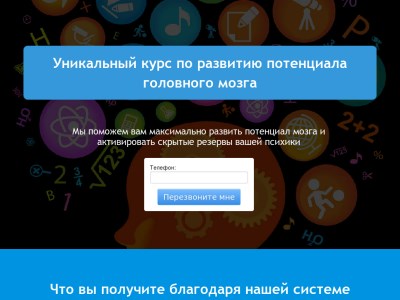 Уникальный курс по развитию потенциала
головного мозга
Мы поможем вам максимально развить потенциал мозга и
активировать скрытые резервы вашей психики
Телефон:
Перезвоните мне
Что вы получите благодаря нашей системе